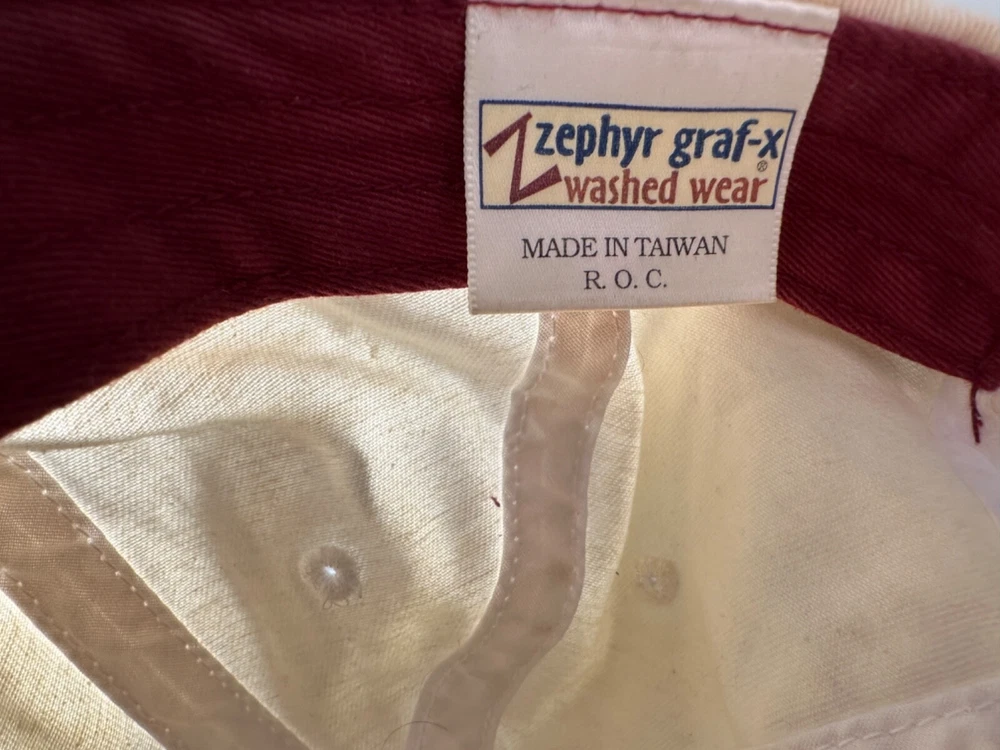 zephyr graf-x®
washed wear
MADE IN TAIWAN
R. O. C.